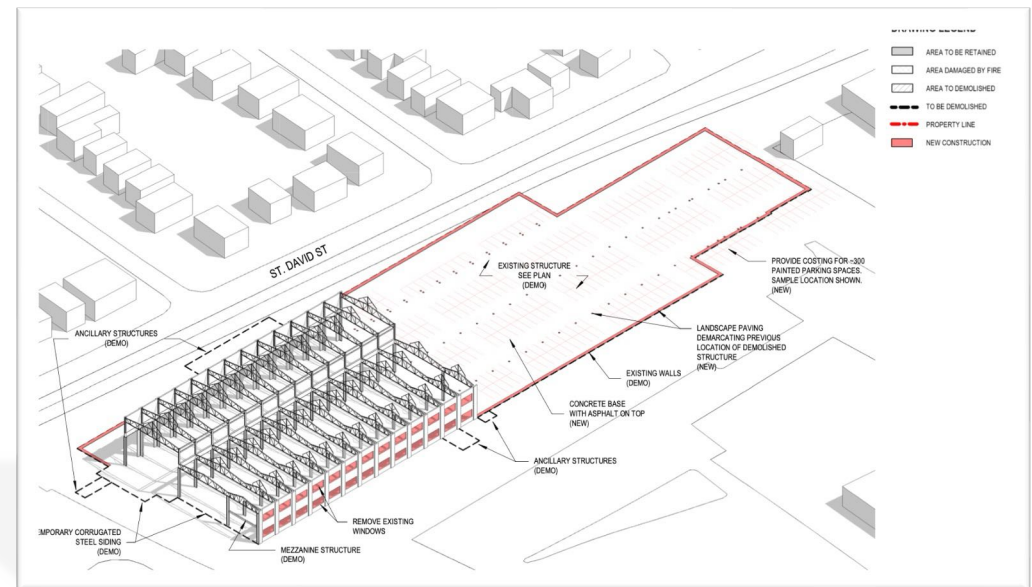 DRAWING LEGEND
AREA TO BE RETAINED
AREA DAMAGED BY FIRE
AREA TO DEMOLISHED
TO BE DEMOLISHED
PROPERTY LINE
NEW CONSTRUCTION
ST. DAVID ST
EXISTING STRUCTURE
SEE PLAN
(DEMO)
PROVIDE COSTING FOR ~300
PAINTED PARKING SPACES.
SAMPLE LOCATION SHOWN.
(NEW)
ANCILLARY STRUCTURES
(DEMO)
LANDSCAPE PAVING
DEMARCATING PREVIOUS
LOCATION OF DEMOLISHED
STRUCTURE
(NEW)
EXISTING WALLS
(DEMO)
CONCRETE BASE
WITH ASPHALT ON TOP
(NEW)
ANCILLARY STRUCTURES
(DEMO)
REMOVE EXISTING
WINDOWS
EMPORARY CORRUGATED
STEEL SIDING
(DEMO)
MEZZANINE STRUCTURE
(DEMO)